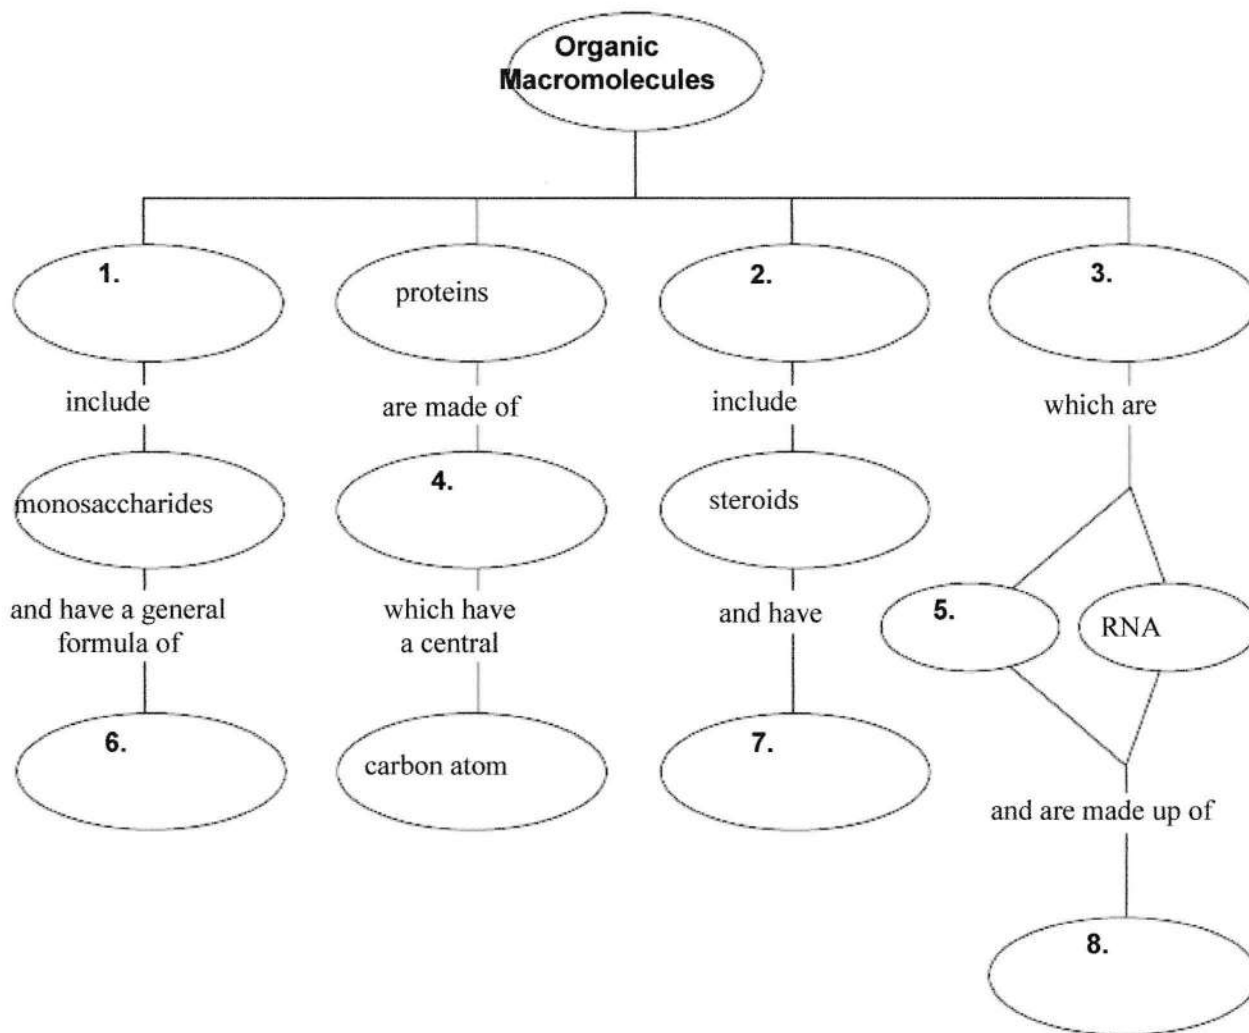 Organic
Macromolecules
1.
proteins
2.
3.
include
are made of
include
which are
monosaccharides
4.
steroids
and have a general
formula of
which have
a central
and have
5.
RNA
6.
carbon atom
7.
and are made up of
8.